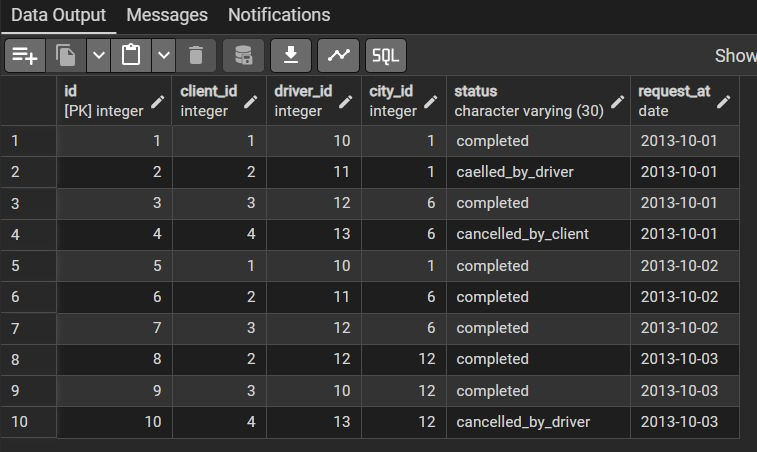 Data Output Messages Notifications
SQL Show
id client_id driver_id city_id status request_at
[PK] integer integer integer integer character varying (30) date
1 1 1 10 1 completed 2013-10-01
2 2 2 11 1 caelled_by_driver 2013-10-01
3 3 3 12 6 completed 2013-10-01
4 4 4 13 6 cancelled_by_client 2013-10-01
5 5 1 10 1 completed 2013-10-02
6 6 2 11 6 completed 2013-10-02
7 7 3 12 6 completed 2013-10-02
8 8 2 12 12 completed 2013-10-03
9 9 3 10 12 completed 2013-10-03
10 10 4 13 12 cancelled_by_driver 2013-10-03